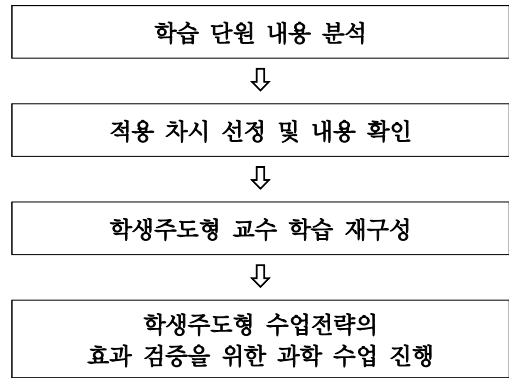 학습 단원 내용 분석
적용 차시 선정 및 내용 확인
학생주도형 교수 학습 재구성
학생주도형 수업전략의
효과 검증을 위한 과학 수업 진행